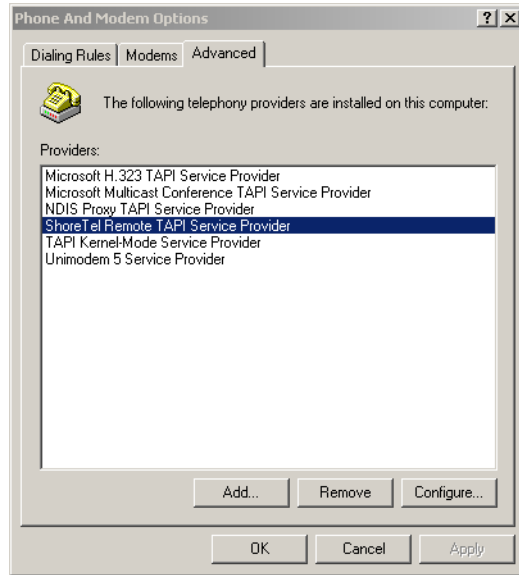 Phone And Modem Options
? X
Dialing Rules Modems Advanced
The following telephony providers are installed on this computer:
Providers:
Microsoft H.323 TAPI Service Provider
Microsoft Multicast Conference TAPI Service Provider
NDIS Proxy TAPI Service Provider
ShoreTel Remote TAPI Service Provider
TAPI Kernel-Mode Service Provider
Unimodem 5 Service Provider
Add... Remove Configure...
OK Cancel Apply